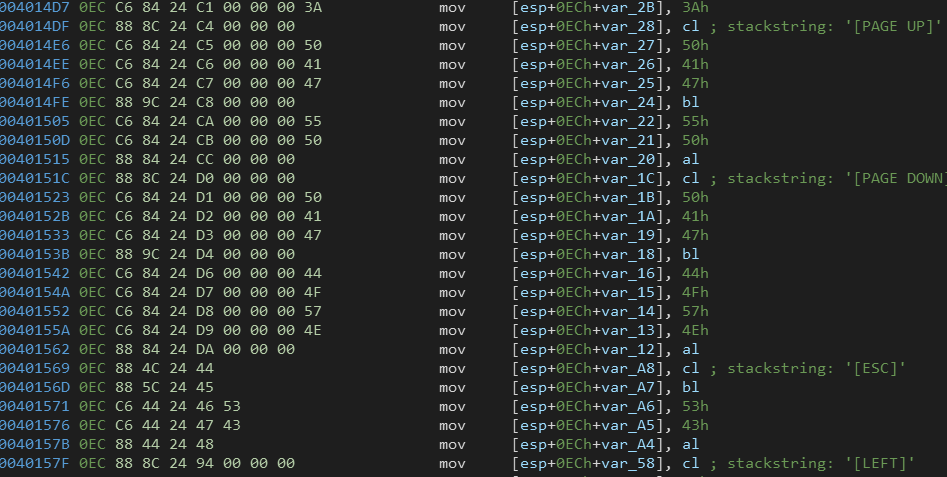 004014D7 0EC C6 84 24 C1 00 00 00 3A mov [esp+0ECh+var_2B], 3Ah
004014DF 0EC 88 8C 24 C4 00 00 00 mov [esp+0ECh+var_28], cl ; stackstring: '[PAGE UP]'
004014E6 0EC C6 84 24 C5 00 00 00 50 mov [esp+0ECh+var_27], 50h
004014EE 0EC C6 84 24 C6 00 00 00 41 mov [esp+0ECh+var_26], 41h
004014F6 0EC C6 84 24 C7 00 00 00 47 mov [esp+0ECh+var_25], 47h
004014FE 0EC 88 9C 24 C8 00 00 00 mov [esp+0ECh+var_24], bl
00401505 0EC C6 84 24 CA 00 00 00 55 mov [esp+0ECh+var_22], 55h
0040150D 0EC C6 84 24 CB 00 00 00 50 mov [esp+0ECh+var_21], 50h
00401515 0EC 88 84 24 CC 00 00 00 mov [esp+0ECh+var_20], al
0040151C 0EC 88 8C 24 D0 00 00 00 mov [esp+0ECh+var_1C], cl ; stackstring: '[PAGE DOWN]
00401523 0EC C6 84 24 D1 00 00 00 50 mov [esp+0ECh+var_1B], 50h
0040152B 0EC C6 84 24 D2 00 00 00 41 mov [esp+0ECh+var_1A], 41h
00401533 0EC C6 84 24 D3 00 00 00 47 mov [esp+0ECh+var_19], 47h
0040153B 0EC 88 9C 24 D4 00 00 00 mov [esp+0ECh+var_18], bl
00401542 0EC C6 84 24 D6 00 00 00 44 mov [esp+0ECh+var_16], 44h
0040154A 0EC C6 84 24 D7 00 00 00 4F mov [esp+0ECh+var_15], 4Fh
00401552 0EC C6 84 24 D8 00 00 00 57 mov [esp+0ECh+var_14], 57h
0040155A 0EC C6 84 24 D9 00 00 00 4E mov [esp+0ECh+var_13], 4Eh
00401562 0EC 88 84 24 DA 00 00 00 mov [esp+0ECh+var_12], al
00401569 0EC 88 4C 24 44 mov [esp+0ECh+var_A8], cl ; stackstring: '[ESC]'
0040156D 0EC 88 5C 24 45 mov [esp+0ECh+var_A7], bl
00401571 0EC C6 44 24 46 53 mov [esp+0ECh+var_A6], 53h
00401576 0EC C6 44 24 47 43 mov [esp+0ECh+var_A5], 43h
0040157B 0EC 88 44 24 48 mov [esp+0ECh+var_A4], al
0040157F 0EC 88 8C 24 94 00 00 00 mov [esp+0ECh+var_58], cl ; stackstring: '[LEFT]'